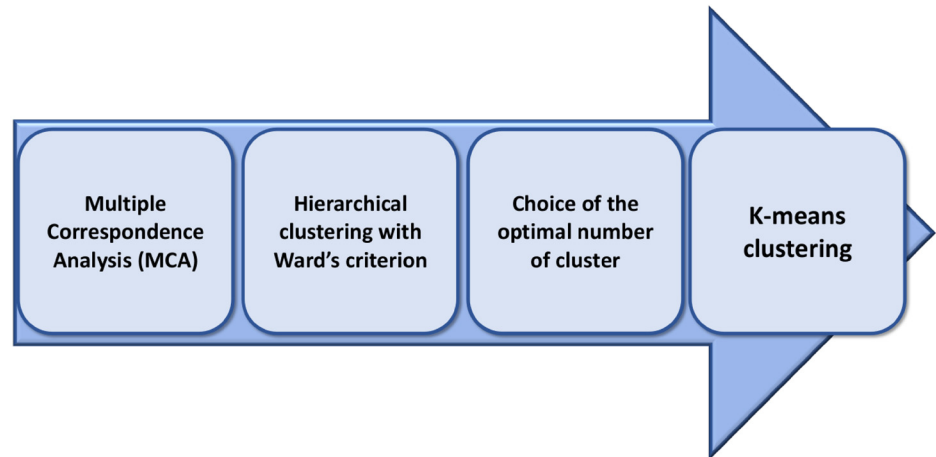 Multiple
Correspondence
Analysis (MCA)
Hierarchical
clustering with
Ward’s criterion
Choice of the
optimal number
of cluster
K-means
clustering